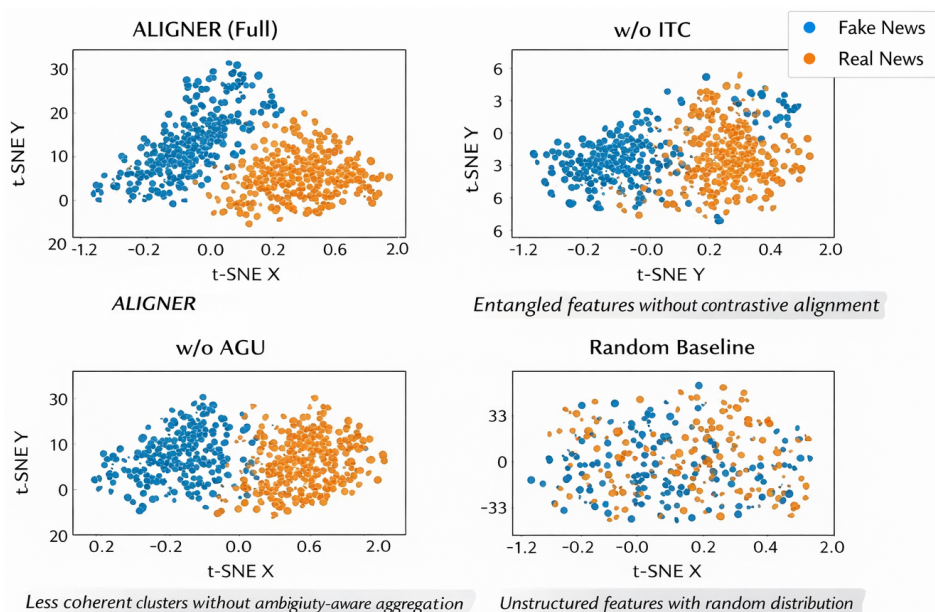 ALIGNER (Full)
t-SNE Y
30
20
10
0
20
-1.2 -0.2 0.0 0.2 0.6 2.0
t-SNE X
ALIGNER
w/o ITC
Fake News
Real News
t-SNE Y
6
3
0
3
6
6
-1.2 -0.2 -0.0 0.2 0.4 2.0
t-SNE Y
Entangled features without contrastive alignment
w/o AGU
t-SNE Y
30
10
10
0
20
0.2 -0.2 0.0 0.6 2.0
t-SNE X
Less coherent clusters without ambigiuty-aware aggregation
Random Baseline
33
0
-33
-1.2 -0.2 -0.0 0.2 0.4 -1.2
t-SNE X
Unstructured features with random distribution